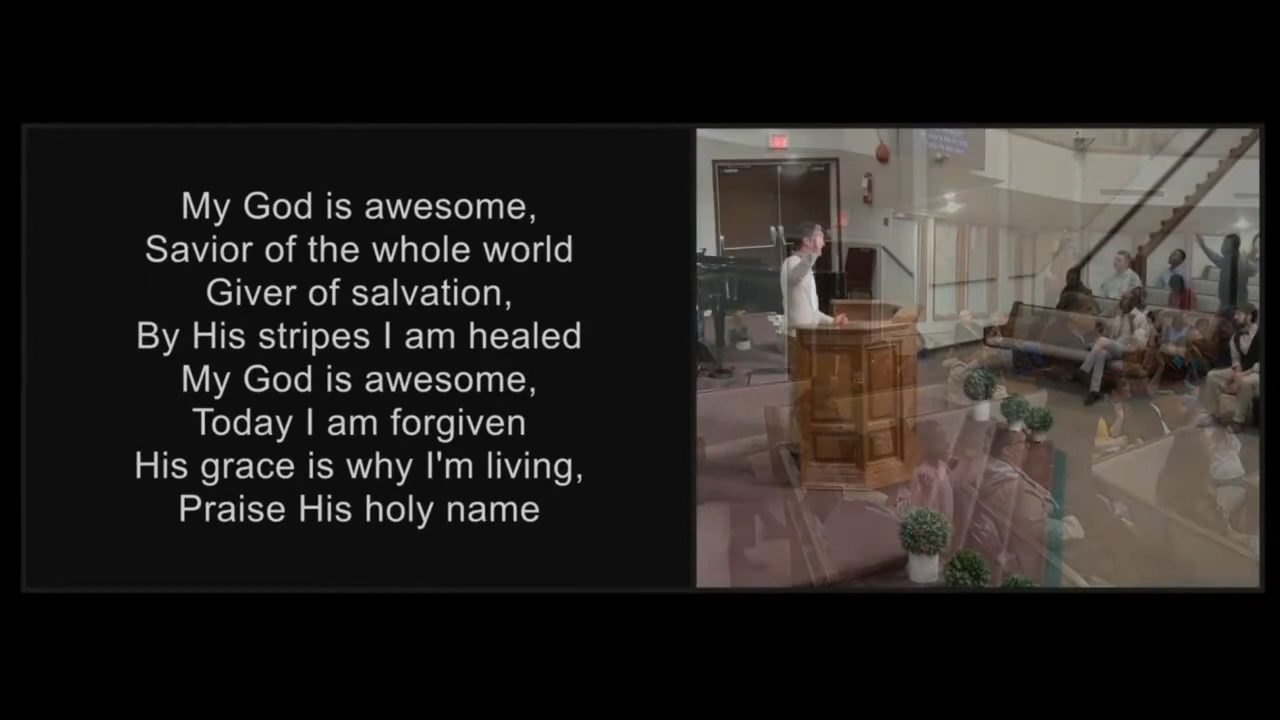 My God is awesome,
Savior of the whole world
Giver of salvation,
By His stripes I am healed
My God is awesome,
Today I am forgiven
His grace is why I'm living,
Praise His holy name